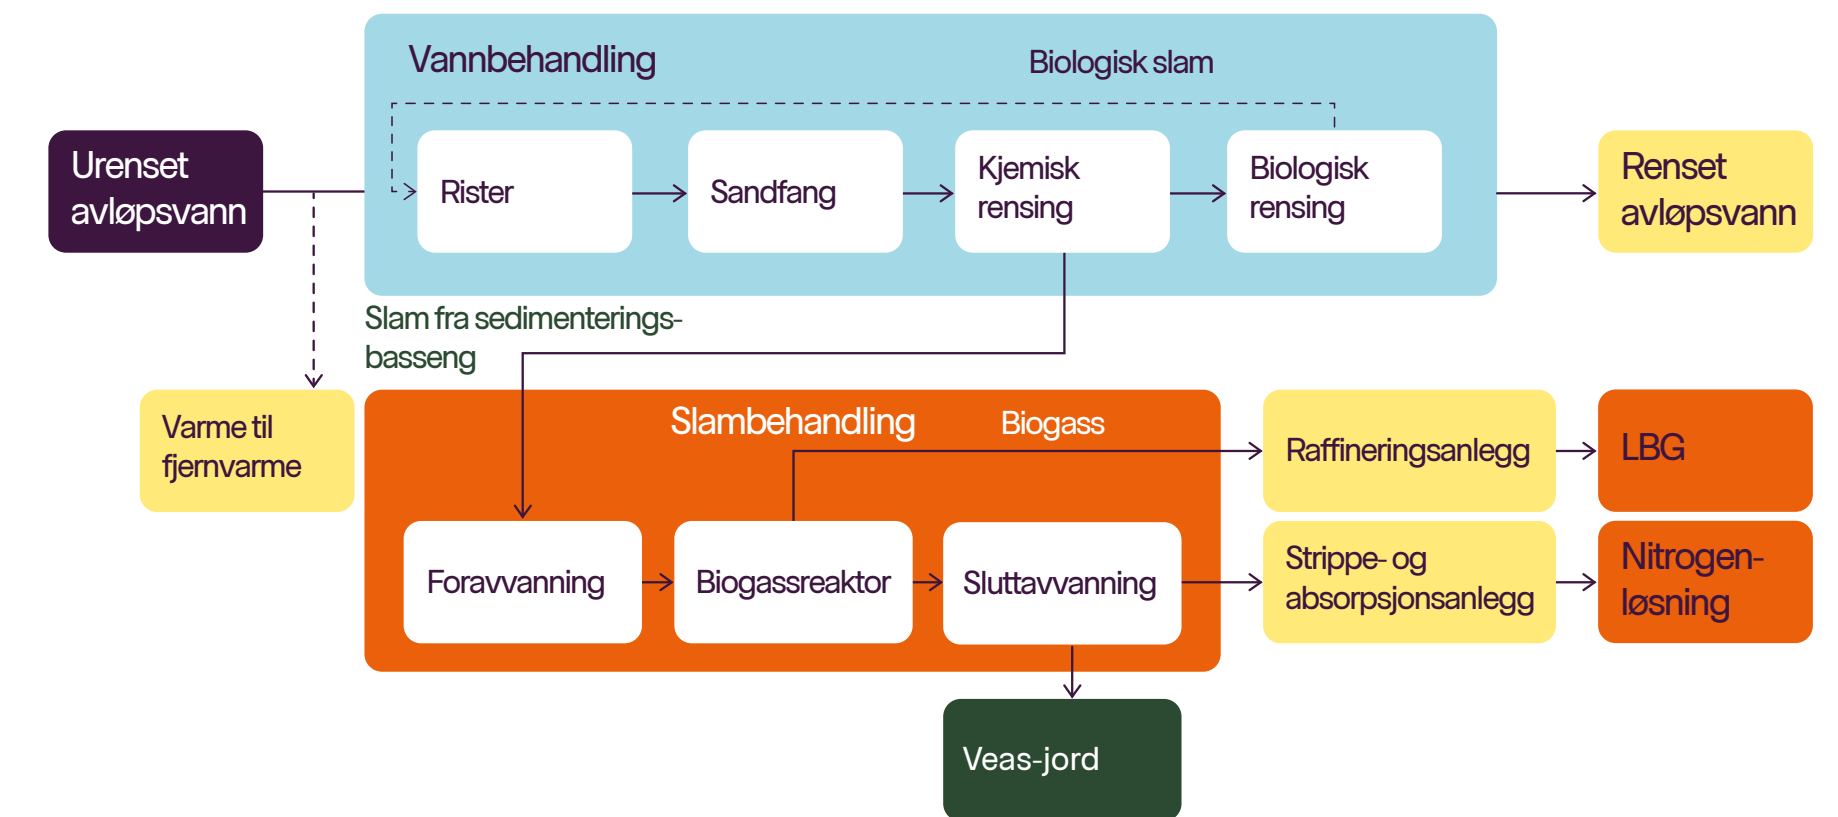 Vannbehandling
Biologisk slam
Urenset
avløpsvann
Rister
Sandfang
Kjemisk
rensing
Biologisk
rensing
Renset
avløpsvann
Slam fra sedimenterings-
basseng
Varme til
fjernvarme
Slambehandling
Biogass
Raffineringsanlegg
LBG
Foravvanning
Biogassreaktor
Sluttavvanning
Strippe- og
absorpsjonsanlegg
Nitrogen-
løsning
Veas-jord